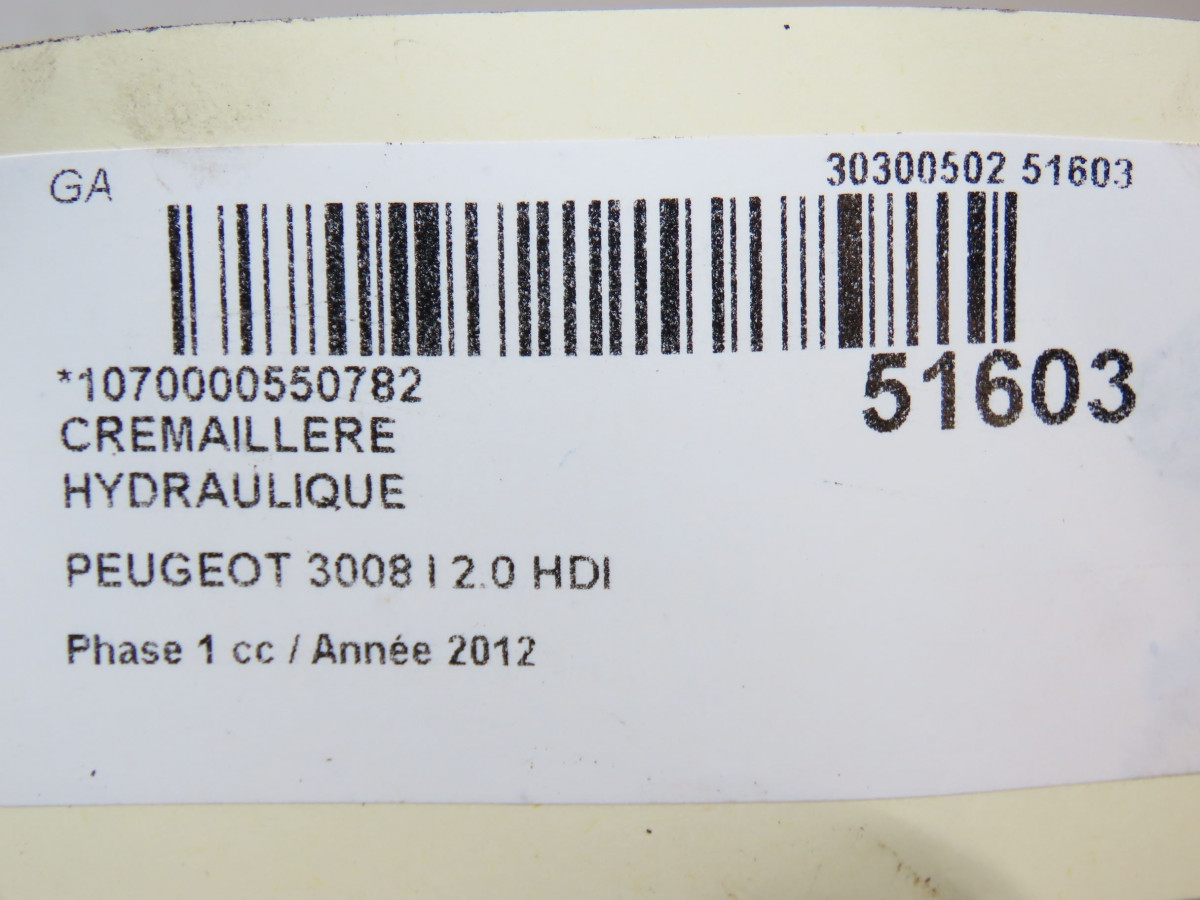 GA
30300502 51603
*1070000550782
51603
CREMAILLERE
HYDRAULIQUE
PEUGEOT 3008 I 2.0 HDI
Phase 1 cc / Année 2012